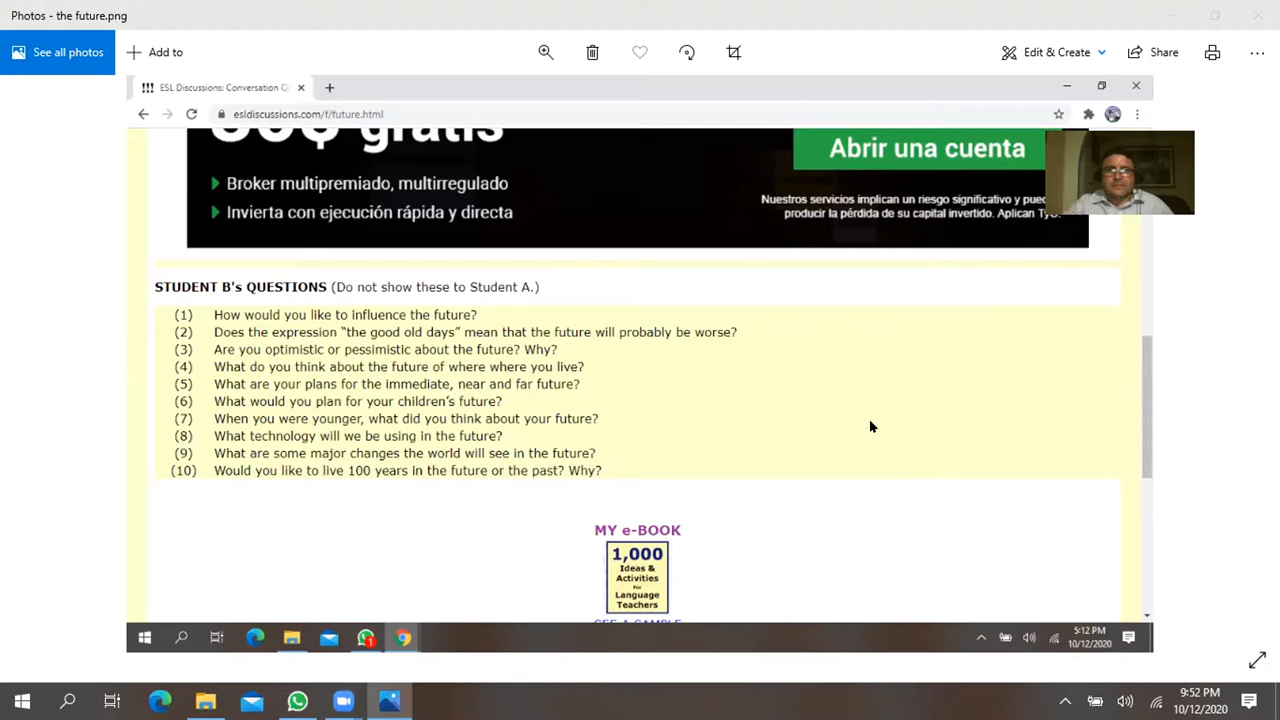 Photos - the future.png
See all photos
Add to
Edit & Create
Share
ESL Discussions: Conversation
esldiscussions.com/f/future.html
gratis
Abrir una cuenta
Broker multipremiado, multirregulado
Invierta con ejecución rápida y directa
Nuestros servicios implican un riesgo significativo y
producir la pérdida de su capital invertido. Aplican TyC.
STUDENT B's QUESTIONS (Do not show these to Student A.)
(1) How would you like to influence the future?
(2) Does the expression “the good old days” mean that the future will probably be worse?
(3) Are you optimistic or pessimistic about the future? Why?
(4) What do you think about the future of where where you live?
(5) What are your plans for the immediate, near and far future?
(6) What would you plan for your children’s future?
(7) When you were younger, what did you think about your future?
(8) What technology will we be using in the future?
(9) What are some major changes the world will see in the future?
(10) Would you like to live 100 years in the future or the past? Why?
MY e-BOOK
1,000
Ideas &
Activities
For
Language
Teachers
SEE A SAMPLE
1
5:12 PM
10/12/2020
9:52 PM
10/12/2020